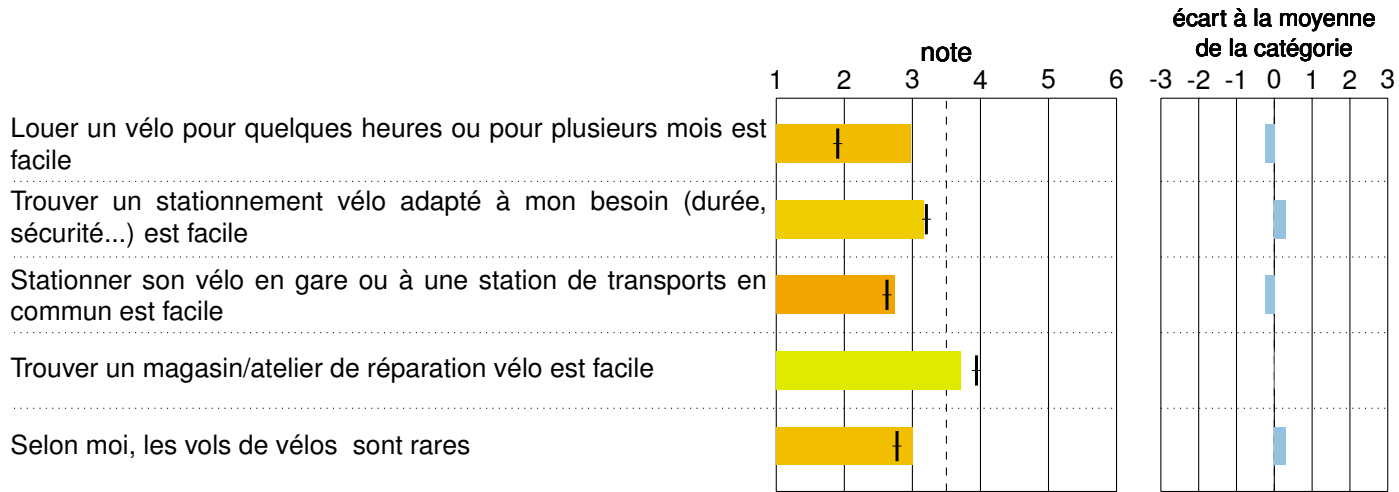 écart à la moyenne
de la catégorie
note
1 2 3 4 5 6
-3 -2 -1 0 1 2 3
Louer un vélo pour quelques heures ou pour plusieurs mois est
facile
Trouver un stationnement vélo adapté à mon besoin (durée,
sécurité...) est facile
Stationner son vélo en gare ou à une station de transports en
commun est facile
Trouver un magasin/atelier de réparation vélo est facile
Selon moi, les vols de vélos sont rares